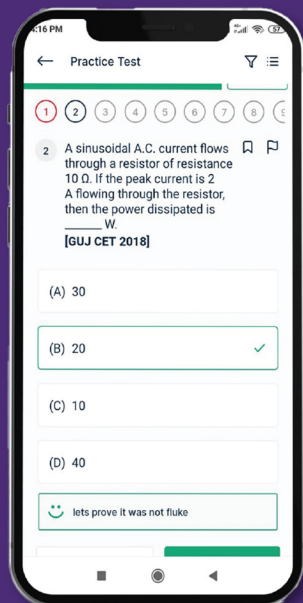 4:16 PM
57
Practice Test
1 2 3 4 5 6 7 8
2 A sinusoidal A.C. current flows
through a resistor of resistance
10 Ω. If the peak current is 2
A flowing through the resistor,
then the power dissipated is
______ W.
[GUJ CET 2018]
(A) 30
(B) 20
(C) 10
(D) 40
lets prove it was not fluke